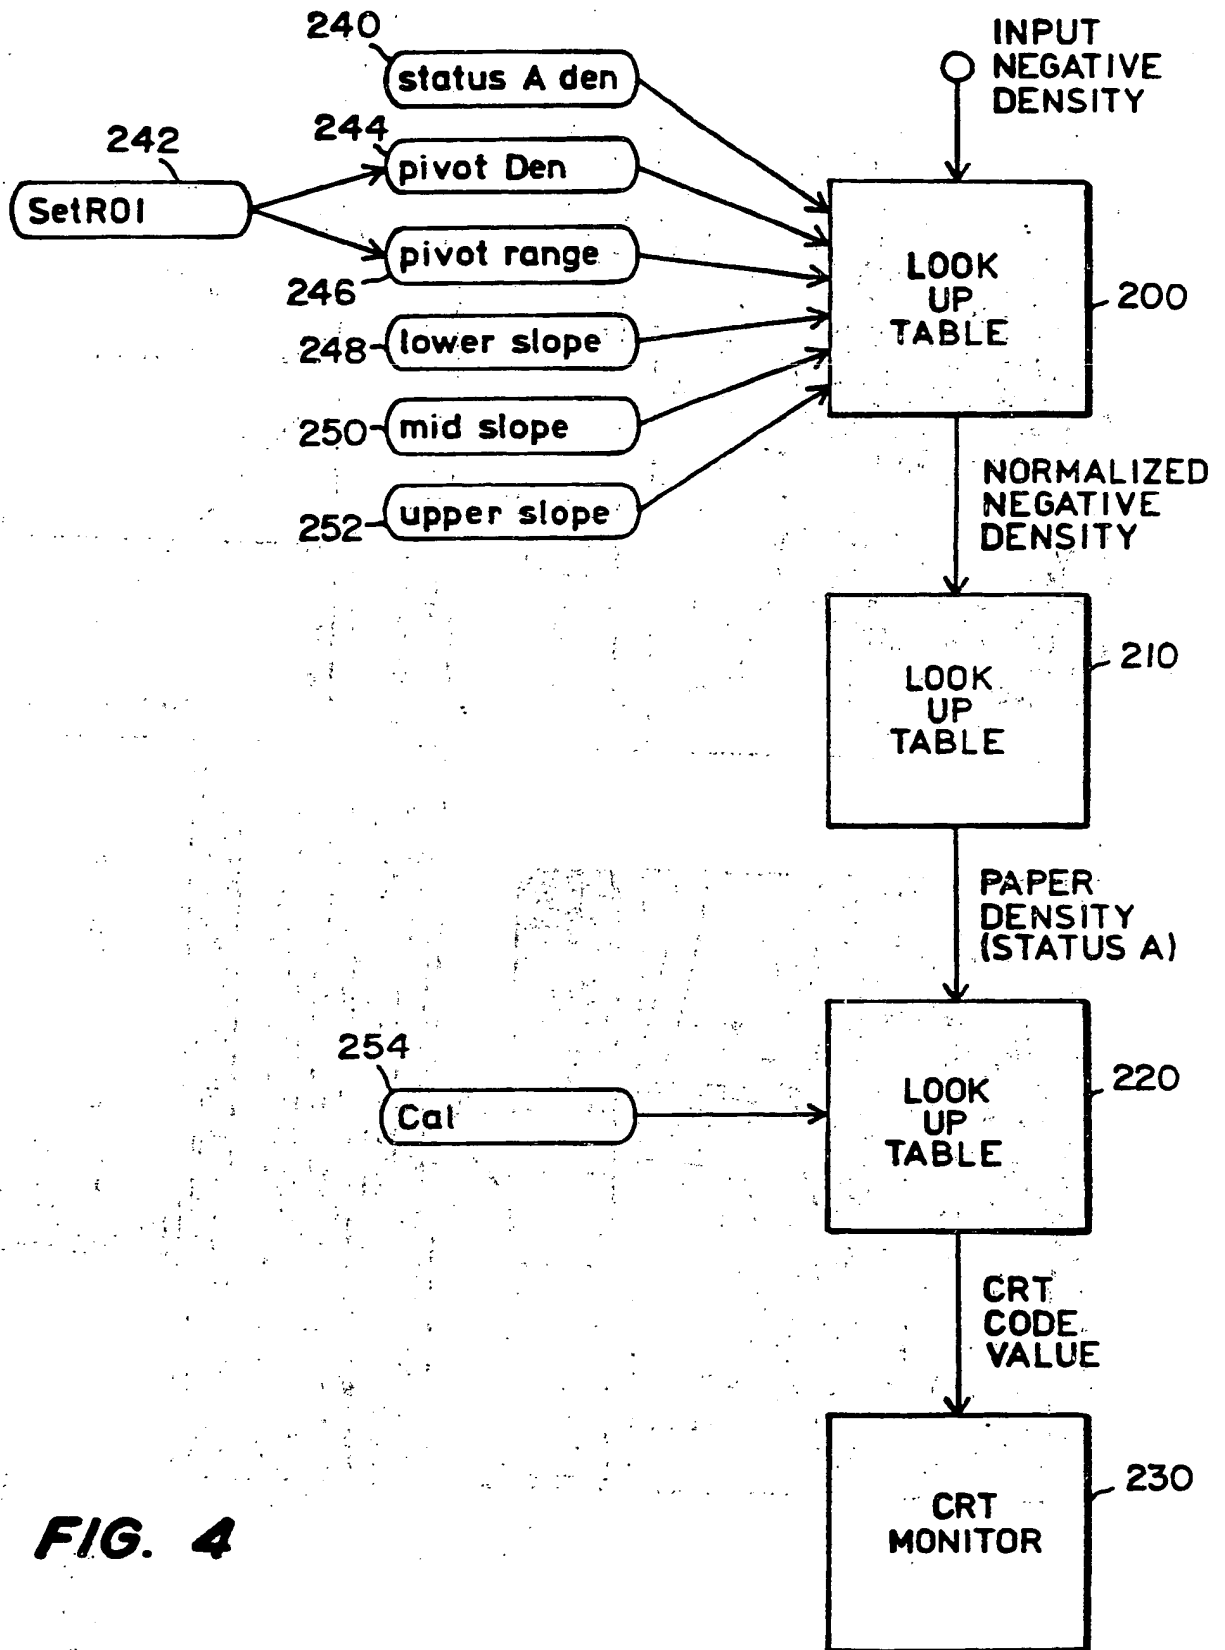 240
status A den
INPUT
NEGATIVE
DENSITY
242
SetROI
244
pivot Den
pivot range
246
248
lower slope
250
mid slope
252
upper slope
LOOK
UP
TABLE
200
NORMALIZED
NEGATIVE
DENSITY
LOOK
UP
TABLE
210
PAPER
DENSITY
(STATUS A)
254
Cal
LOOK
UP
TABLE
220
CRT
CODE
VALUE
CRT
MONITOR
230
FIG. 4